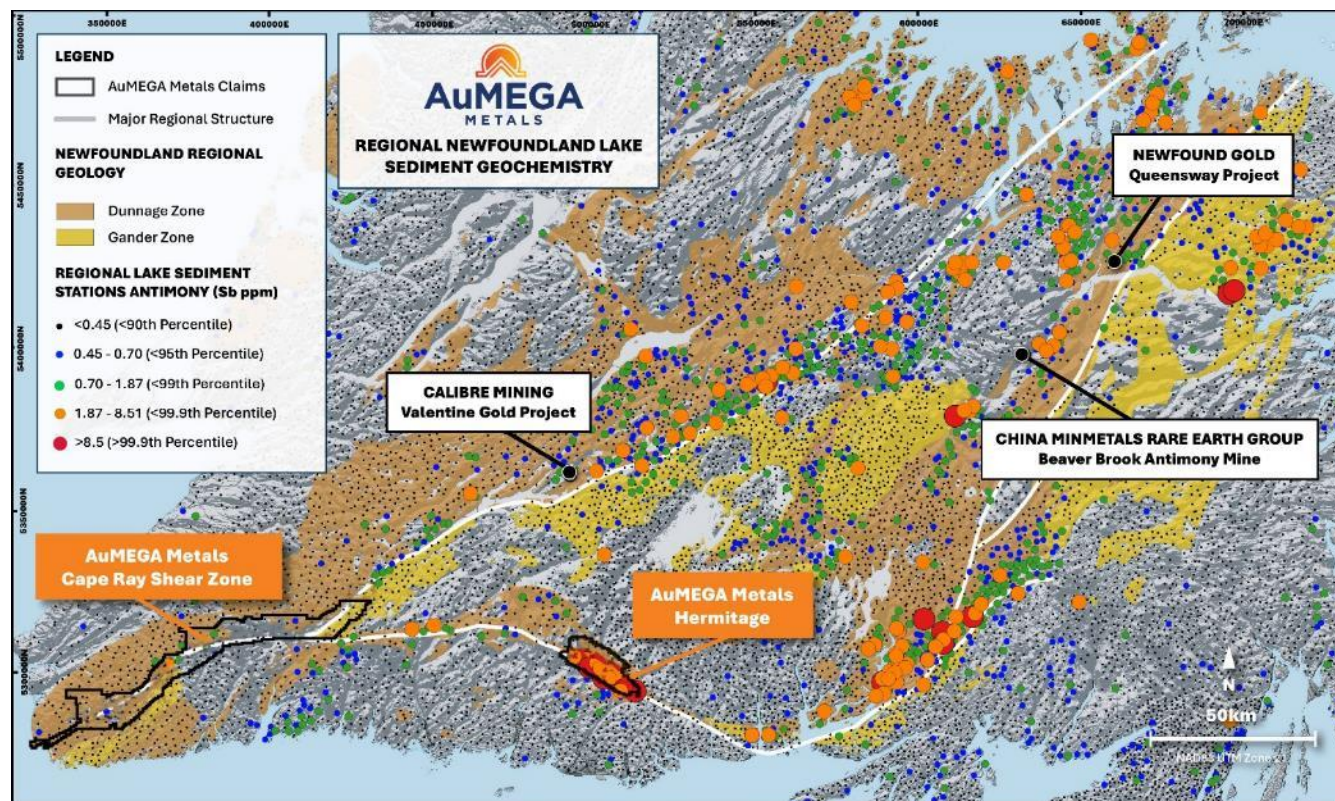 350000E 400000E 450000E 500000E 550000E 600000E 650000E 700000E
5500000N
5450000N
5400000N
5350000N
5300000N
LEGEND
AuMEGA Metals Claims
Major Regional Structure
NEWFOUNDLAND REGIONAL
GEOLOGY
Dunnage Zone
Gander Zone
REGIONAL LAKE SEDIMENT
STATIONS ANTIMONY (Sb ppm)
<0.45 (<90th Percentile)
0.45 - 0.70 (<95th Percentile)
0.70 - 1.87 (<99th Percentile)
1.87 - 8.51 (<99.9th Percentile)
>8.5 (>99.9th Percentile)
AuMEGA
METALS
REGIONAL NEWFOUNDLAND LAKE
SEDIMENT GEOCHEMISTRY
NEWFOUND GOLD
Queensway Project
CALIBRE MINING
Valentine Gold Project
CHINA MINMETALS RARE EARTH GROUP
Beaver Brook Antimony Mine
AuMEGA Metals
Cape Ray Shear Zone
AuMEGA Metals
Hermitage
N
50km
NAD83 UTM Zone 21